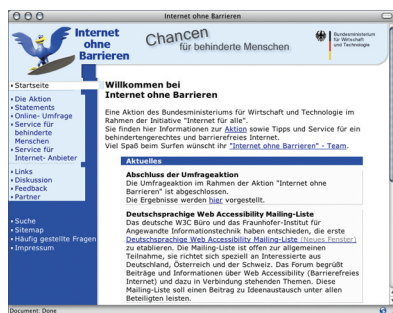 Internet ohne Barrieren
Internet
ohne
Barrieren
Chancen
für behinderte Menschen
Bundesministerium
für Wirtschaft
und Technologie
Startseite
Die Aktion
Statements
Online- Umfrage
Service für
behinderte
Menschen
Service für
Internet- Anbieter
Links
Diskussion
Feedback
Partner
Suche
Sitemap
Häufig gestellte Fragen
Impressum
Willkommen bei
Internet ohne Barrieren
Eine Aktion des Bundesministeriums für Wirtschaft und Technologie im
Rahmen der Initiative "Internet für alle".
Sie finden hier Informationen zur Aktion sowie Tipps und Service für ein
behindertengerechtes und barrierefreies Internet.
Viel Spaß beim Surfen wünscht ihr "Internet ohne Barrieren" - Team.
Aktuelles
Abschluss der Umfrageaktion
Die Umfrageaktion im Rahmen der Aktion "Internet ohne
Barrieren" ist abgeschlossen.
Die Ergebnisse werden hier vorgestellt.
Deutschsprachige Web Accessibility Mailing-Liste
Das deutsche W3C Büro und das Fraunhofer-Institut für
Angewandte Informationstechnik haben entschieden, die erste
Deutschsprachige Web Accessibility Mailing-Liste (Neues Fenster)
zu etablieren. Die Mailing-Liste ist offen zur allgemeinen
Teilnahme, sie richtet sich speziell an Interessierte aus
Deutschland, Österreich und der Schweiz. Das Forum begrüßt
Beiträge und Informationen über Web Accessibility (Barrierefreies
Internet) und dazu in Verbindung stehenden Themen. Diese
Mailing-Liste soll einen Beitrag zu Ideenaustausch unter allen
Beteiligten leisten.
Document: Done